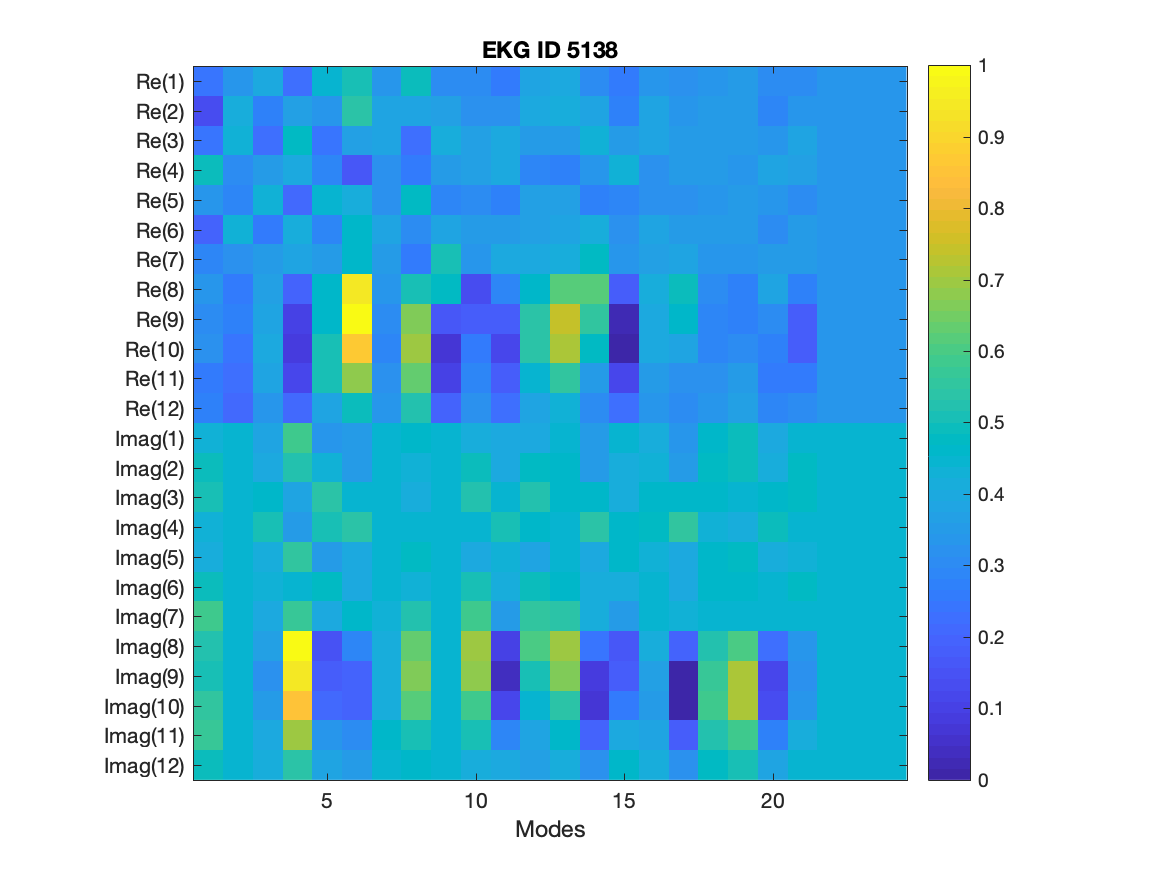 EKG ID 5138
Re(1)
Re(2)
Re(3)
Re(4)
Re(5)
Re(6)
Re(7)
Re(8)
Re(9)
Re(10)
Re(11)
Re(12)
Imag(1)
Imag(2)
Imag(3)
Imag(4)
Imag(5)
Imag(6)
Imag(7)
Imag(8)
Imag(9)
Imag(10)
Imag(11)
Imag(12)
5 10 15 20
Modes
1
0.9
0.8
0.7
0.6
0.5
0.4
0.3
0.2
0.1
0